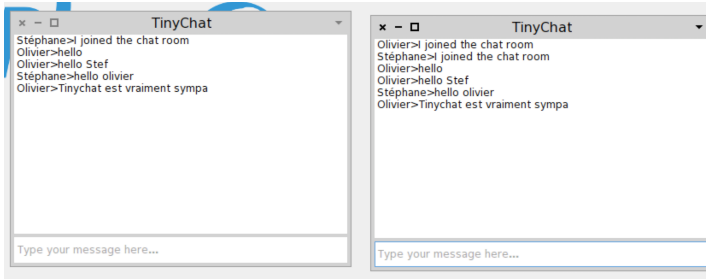 TinyChat
Stéphane>I joined the chat room
Olivier>hello
Olivier>hello Stef
Stéphane>hello olivier
Olivier>Tinychat est vraiment sympa
Type your message here...
TinyChat
Olivier>I joined the chat room
Stéphane>I joined the chat room
Olivier>hello
Olivier>hello Stef
Stéphane>hello olivier
Olivier>Tinychat est vraiment sympa
Type your message here...